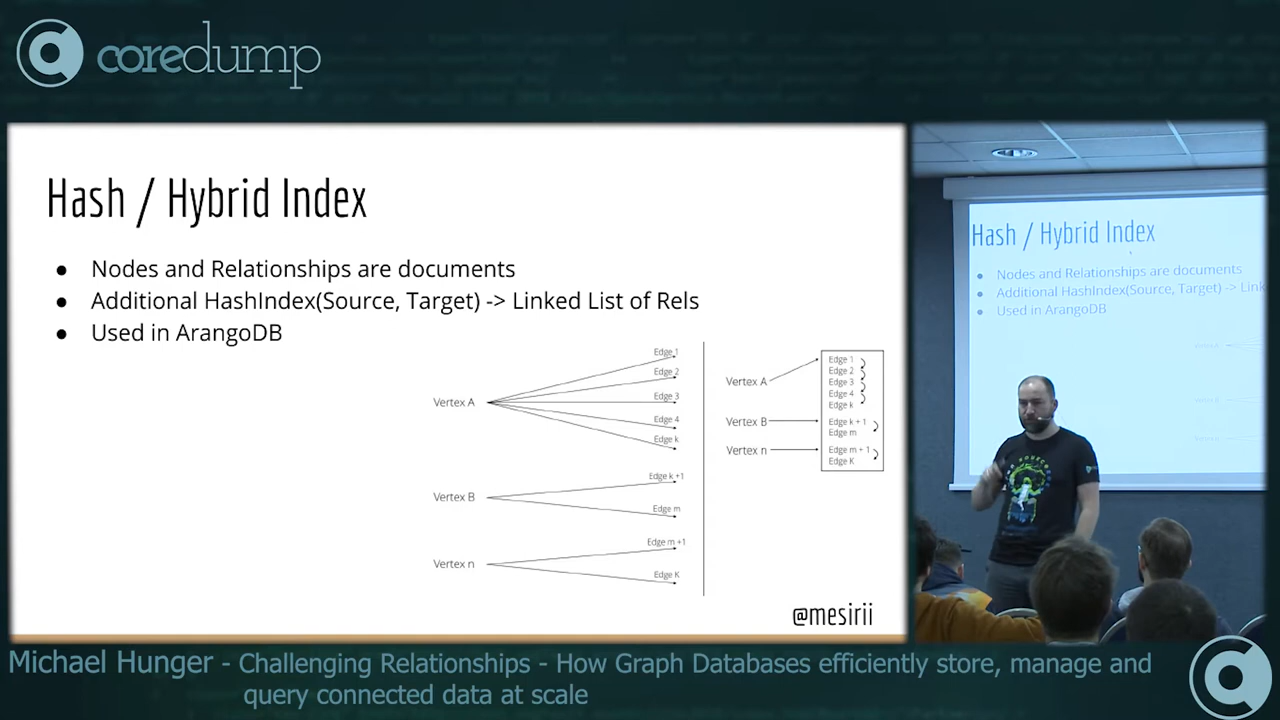 coredump
Hash / Hybrid Index
● Nodes and Relationships are documents
● Additional HashIndex(Source, Target) -> Linked List of Rels
● Used in ArangoDB
Vertex A
Edge 1
Edge 2
Edge 3
Edge 4
Edge k
Vertex B
Edge k +1
Edge m
Vertex n
Edge m +1
Edge K
Vertex A
Edge 1
Edge 2
Edge 3
Edge 4
Edge k
Vertex B
Edge k + 1
Edge m
Vertex n
Edge m + 1
Edge K
@mesirii
Hash / Hybrid Index
● Nodes and Relationships are documents
● Additional HashIndex(Source, Target) -> Link
● Used in ArangoDB
Michael Hunger - Challenging Relationships - How Graph Databases efficiently store, manage and
query connected data at scale